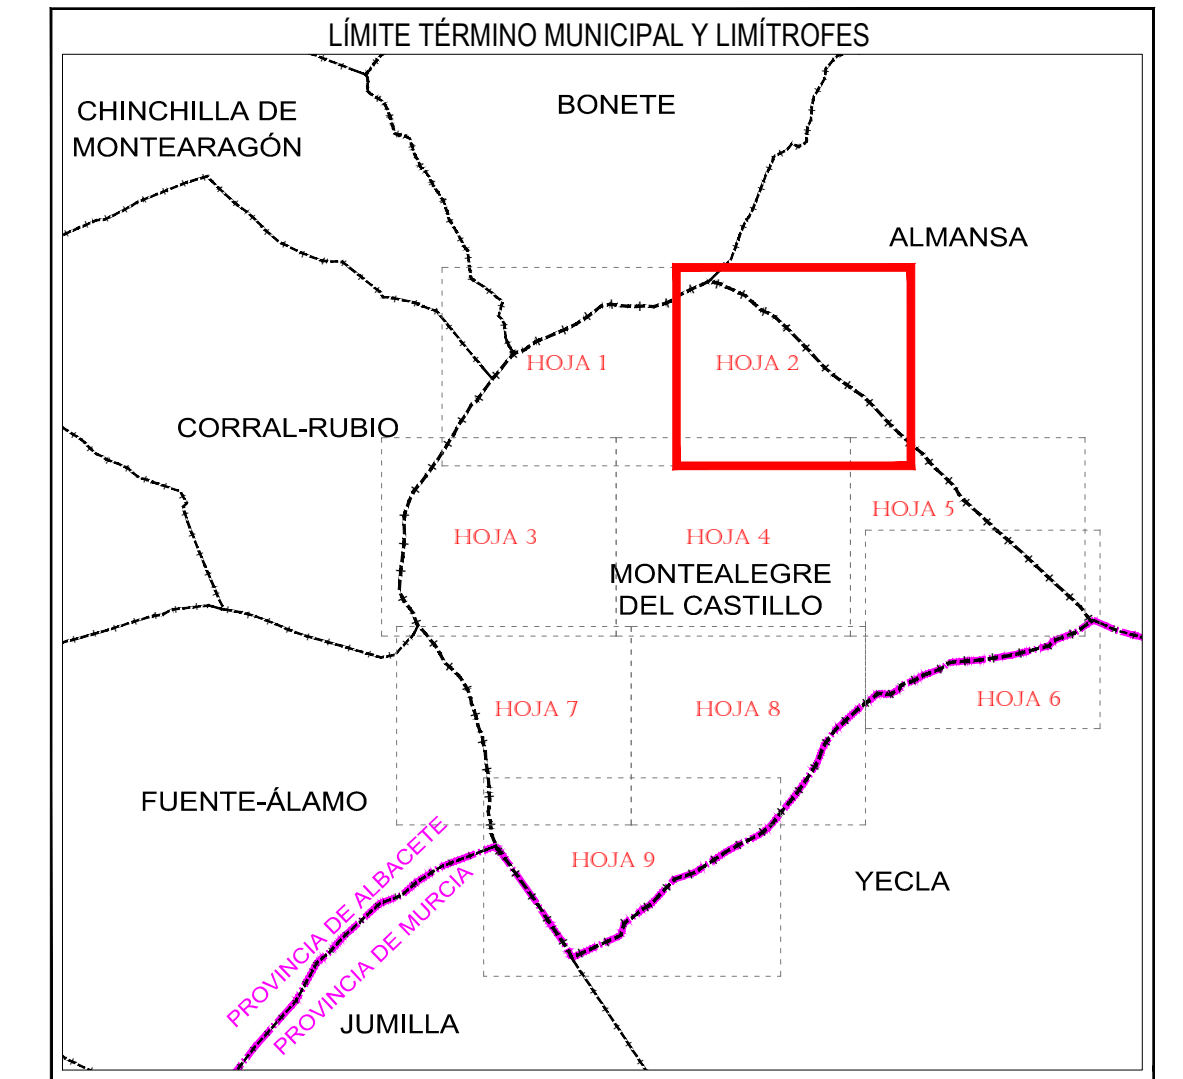 LÍMITE TÉRMINO MUNICIPAL Y LIMÍTROFES
CHINCHILLA DE
MONTEARAGÓN
BONETE
ALMANSA
HOJA 1
HOJA 2
CORRAL-RUBIO
HOJA 3
HOJA 4
HOJA 5
MONTEALEGRE
DEL CASTILLO
HOJA 6
HOJA 7
HOJA 8
FUENTE-ÁLAMO
HOJA 9
YECLA
PROVINCIA DE ALBACETE
PROVINCIA DE MURCIA
JUMILLA